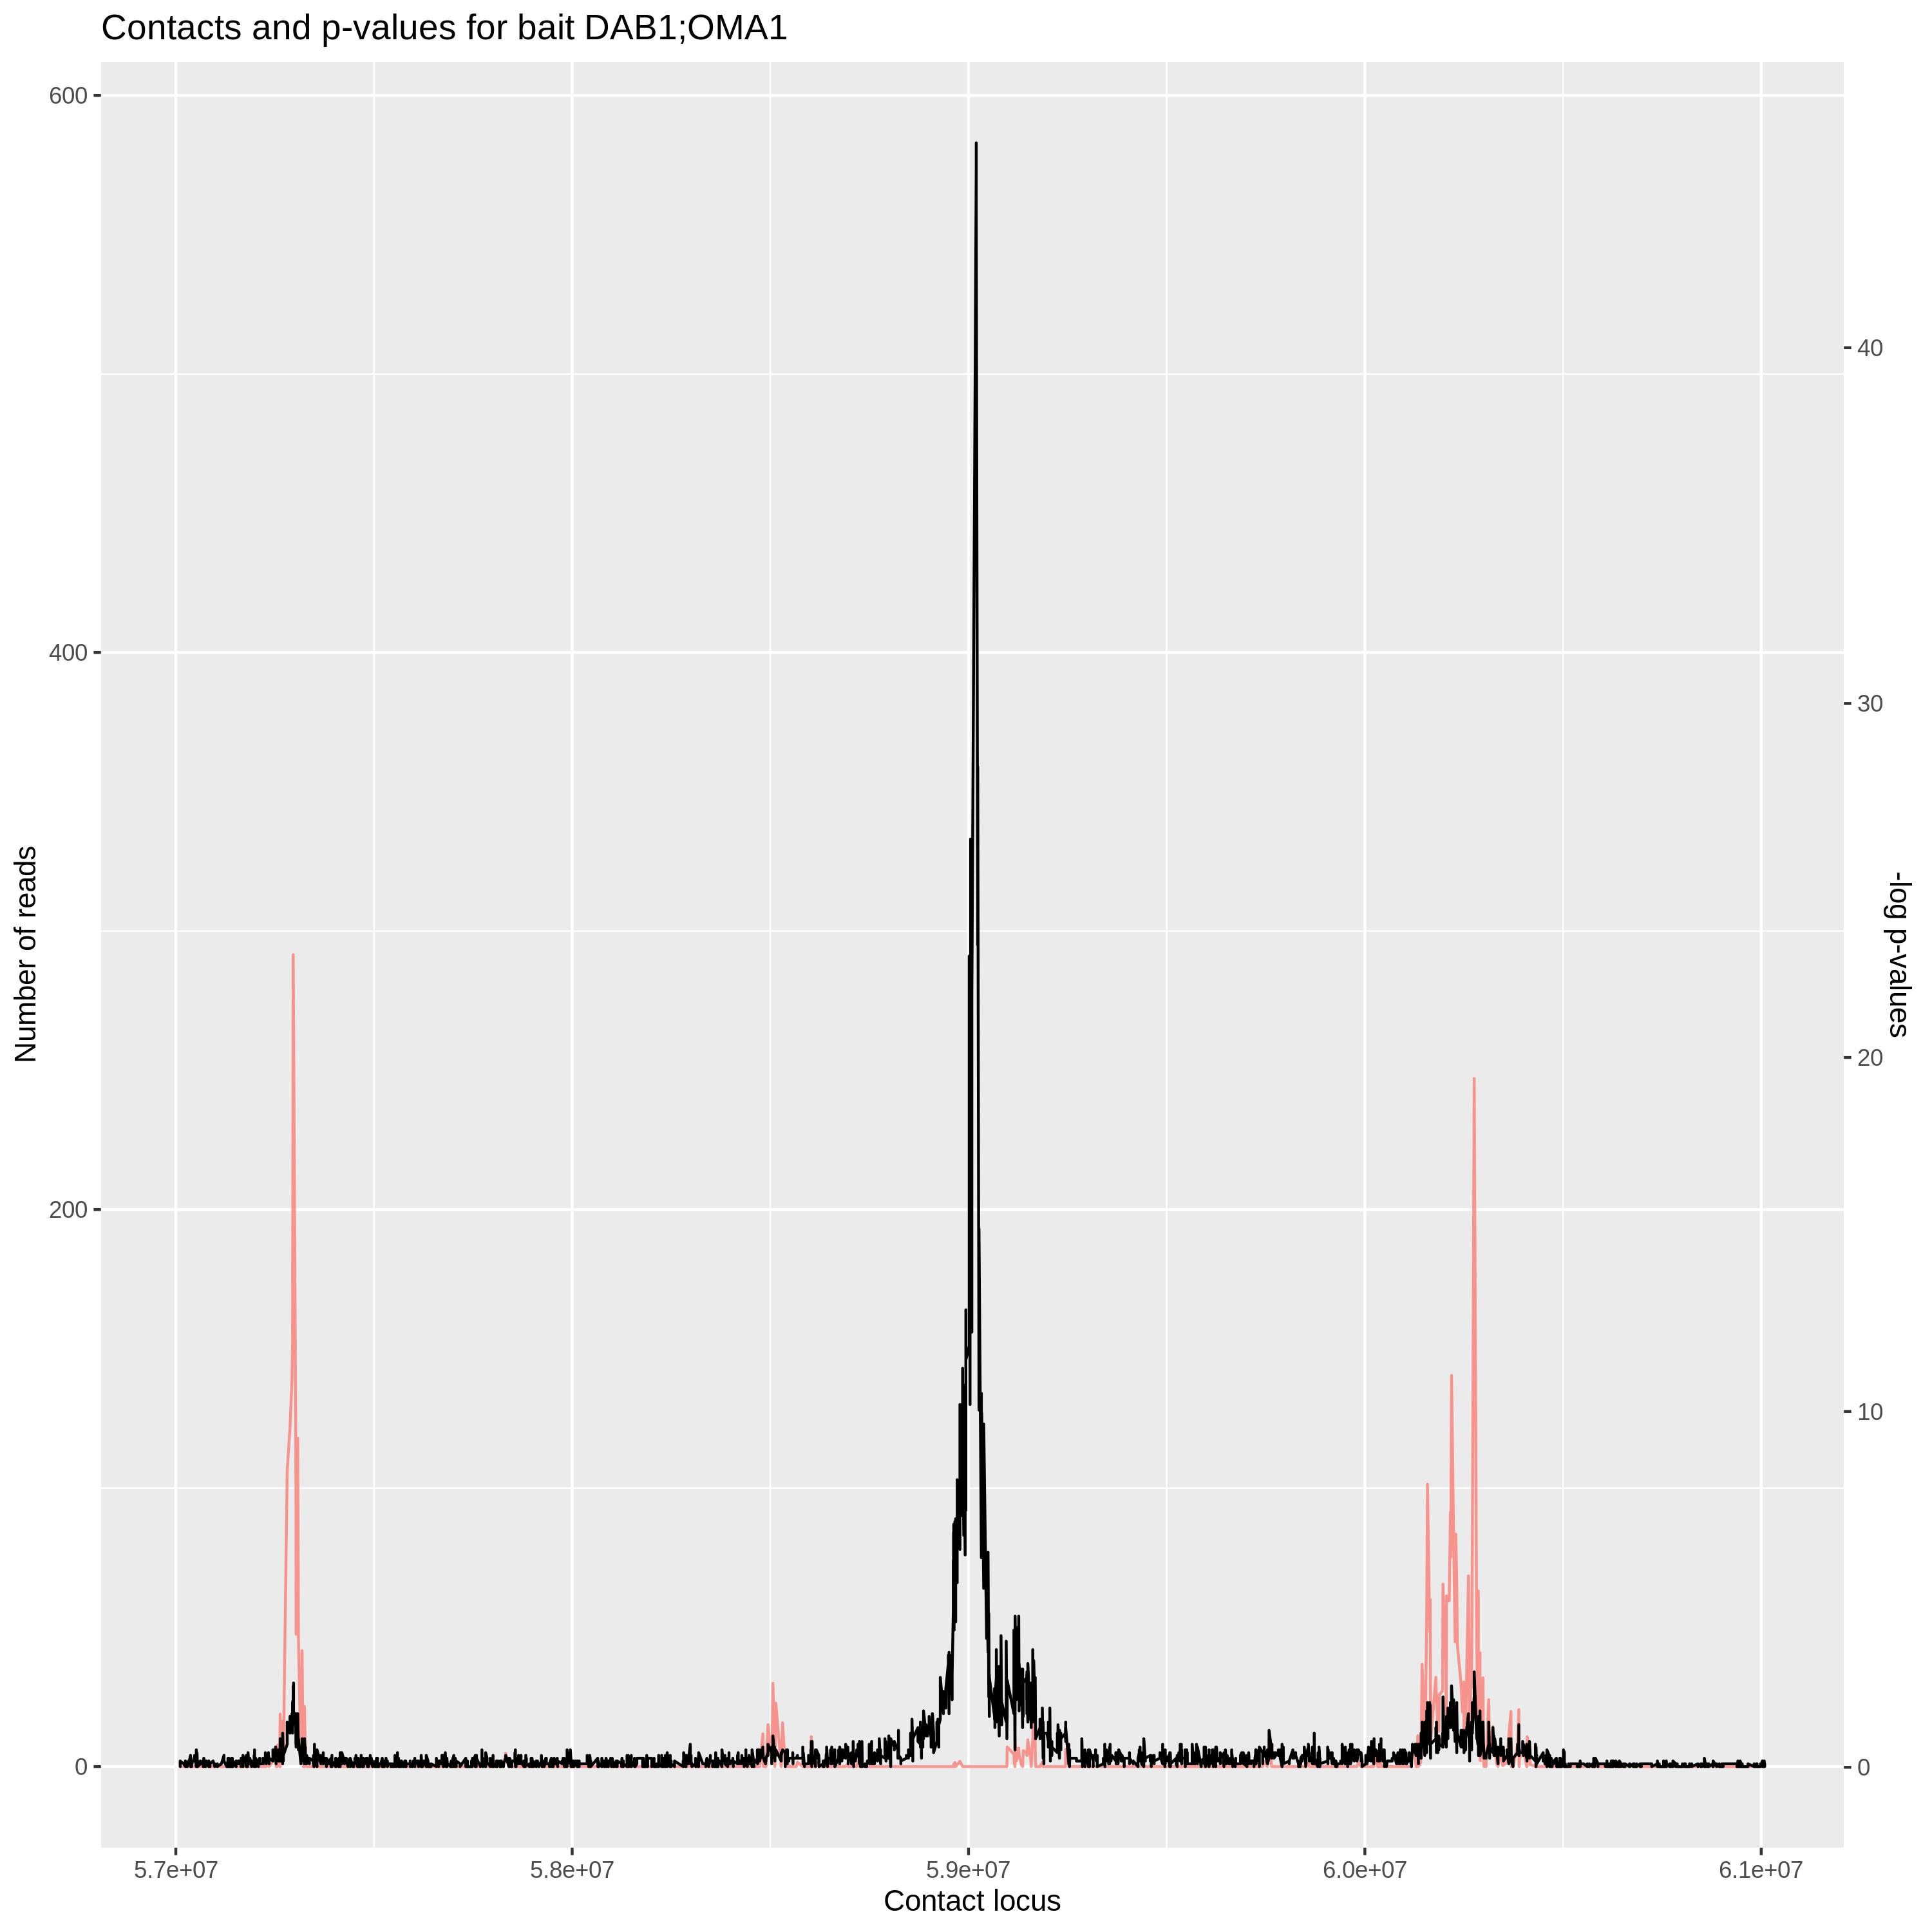 Contacts and p-values for bait DAB1;OMA1
600
400
200
0
Number of reads
40
30
20
10
0
-log p-values
5.7e+07
5.8e+07
5.9e+07
6.0e+07
6.1e+07
Contact locus